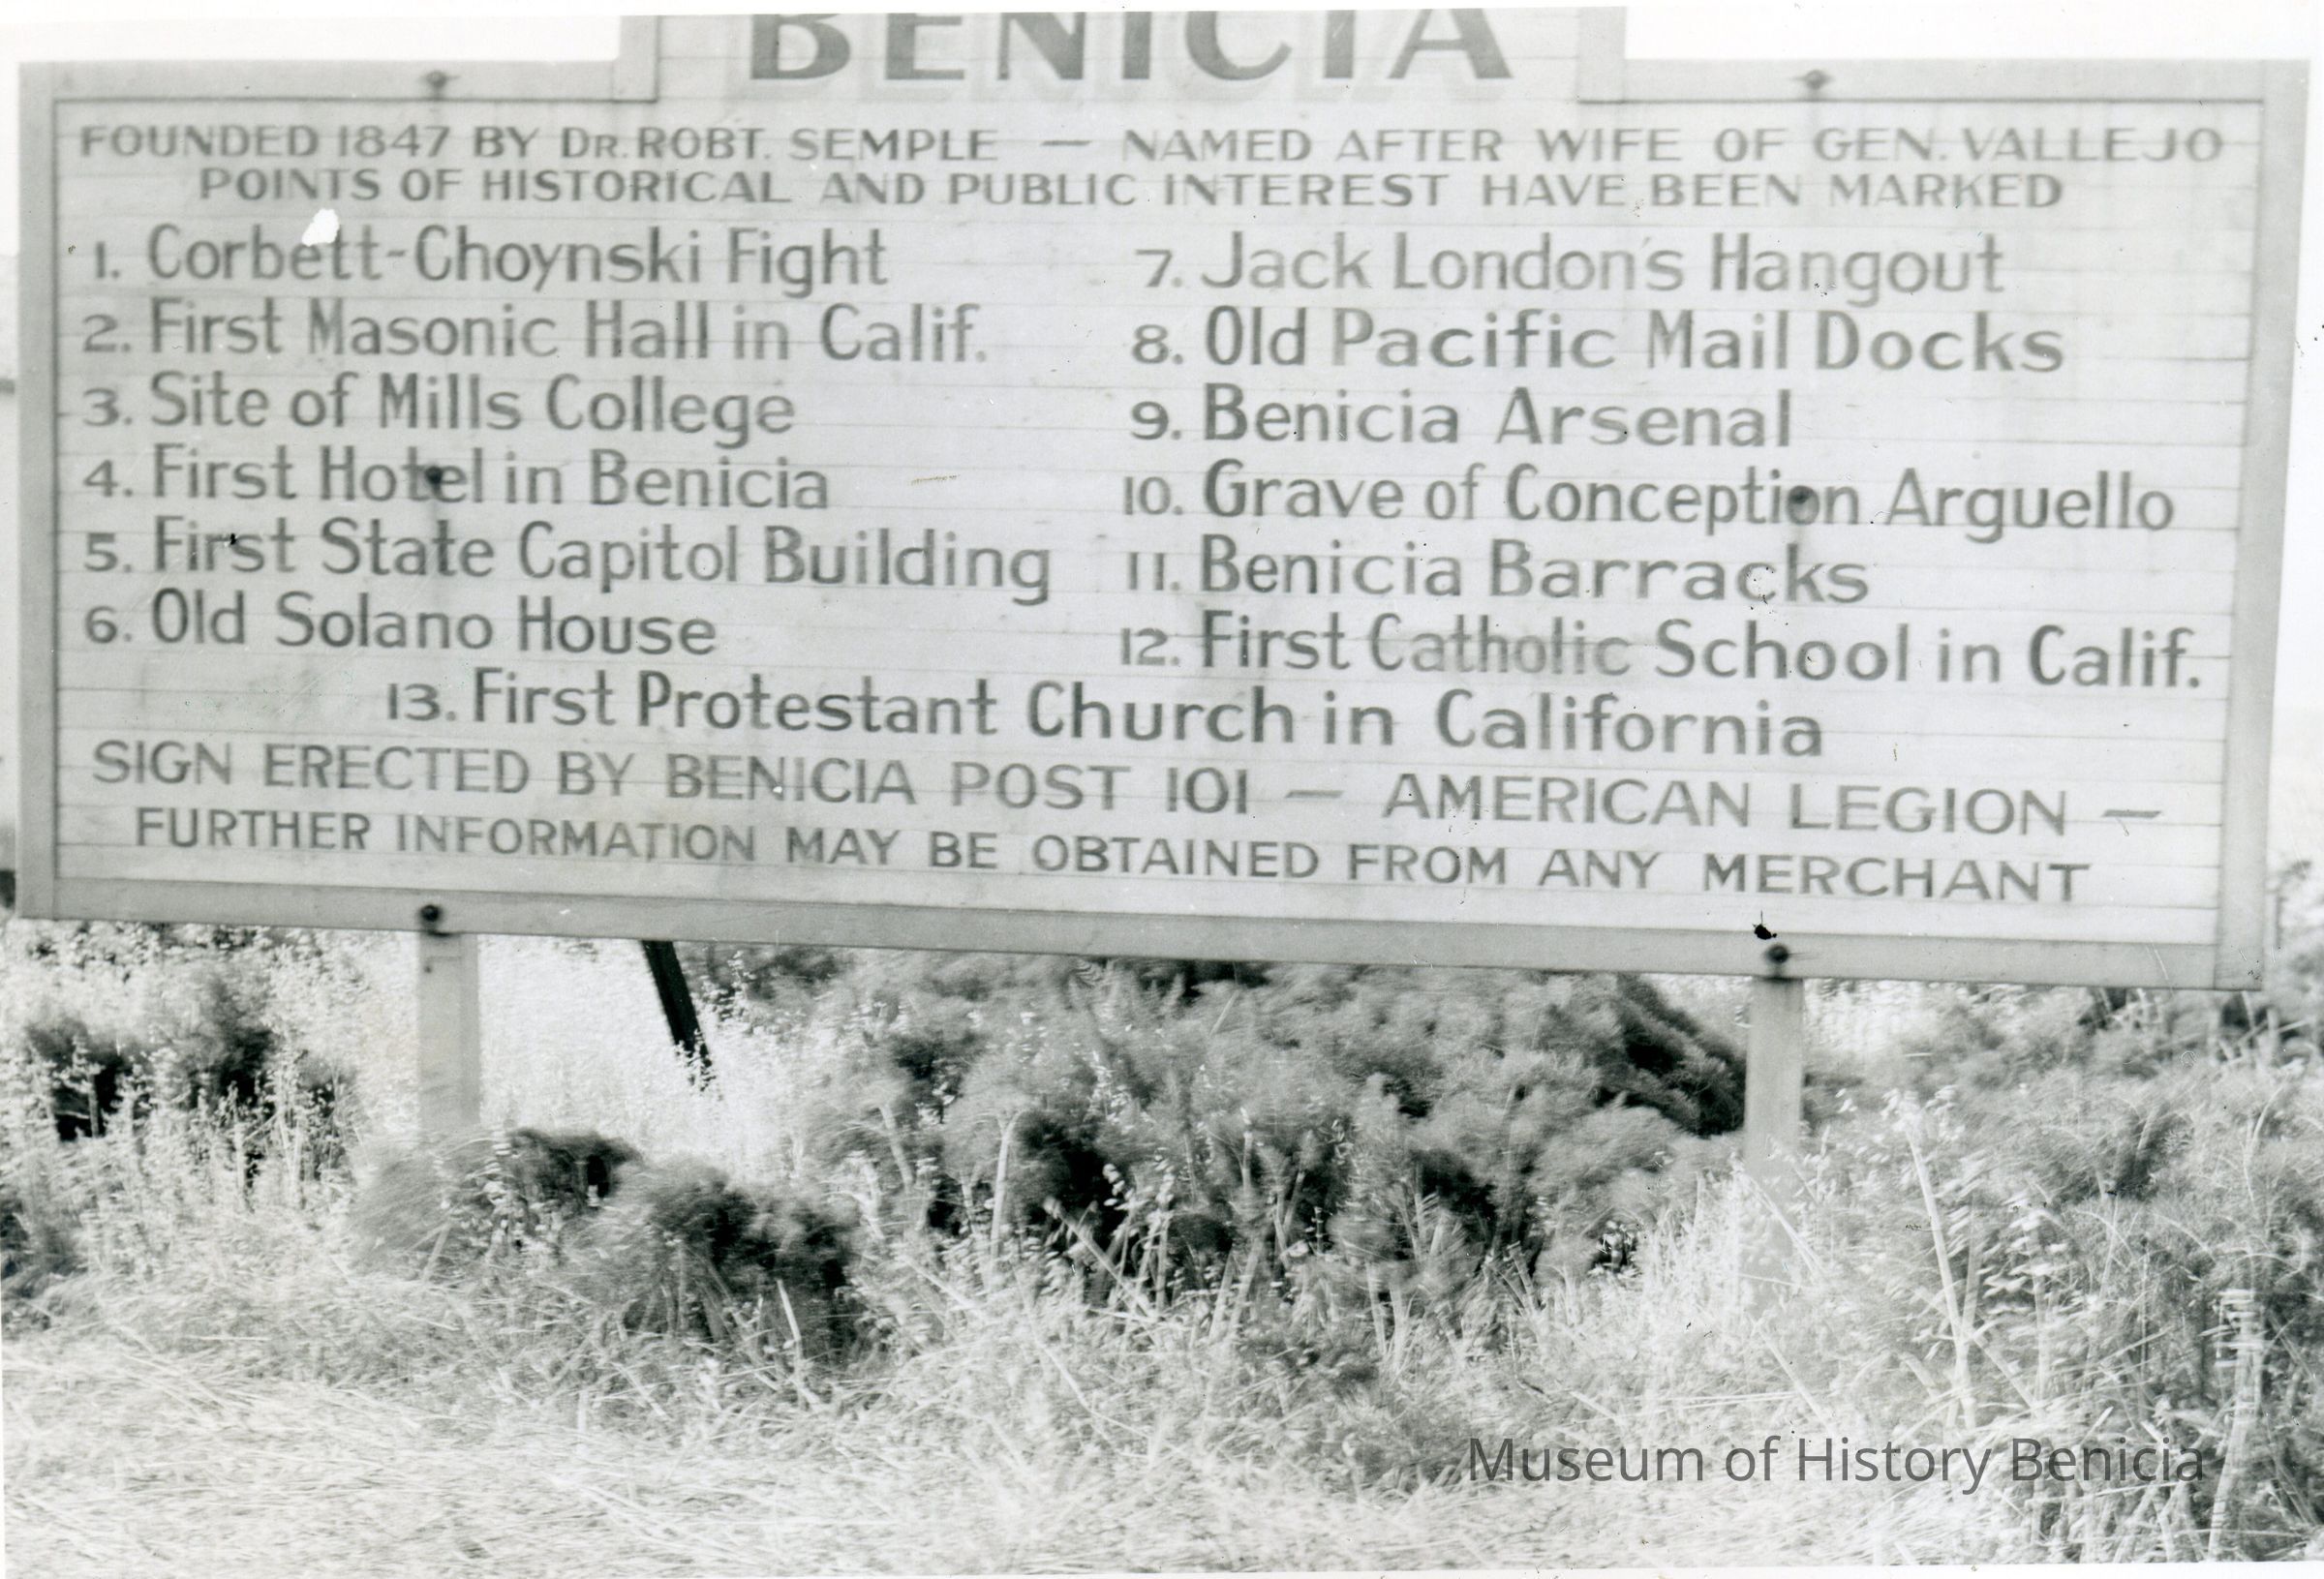 BENICIA
FOUNDED 1847 BY DR. ROBT. SEMPLE — NAMED AFTER WIFE OF GEN. VALLEJO
POINTS OF HISTORICAL AND PUBLIC INTEREST HAVE BEEN MARKED
1. Corbett-Choynski Fight
2. First Masonic Hall in Calif.
3. Site of Mills College
4. First Hotel in Benicia
5. First State Capitol Building
6. Old Solano House
7. Jack London's Hangout
8. Old Pacific Mail Docks
9. Benicia Arsenal
10. Grave of Conception Arguello
11. Benicia Barracks
12. First Catholic School in Calif.
13. First Protestant Church in California
SIGN ERECTED BY BENICIA POST 101 — AMERICAN LEGION —
FURTHER INFORMATION MAY BE OBTAINED FROM ANY MERCHANT
Museum of History Benicia